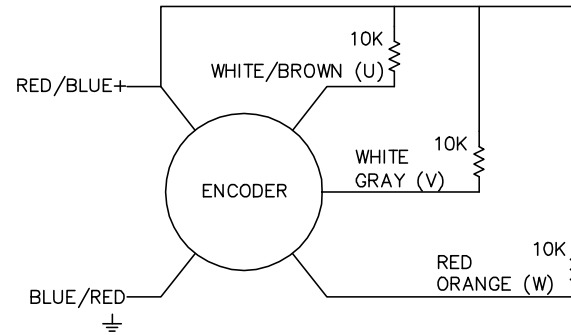 10K
WHITE/BROWN (U)
RED/BLUE+
10K
WHITE
GRAY (V)
ENCODER
10K
RED
ORANGE (W)
BLUE/RED-